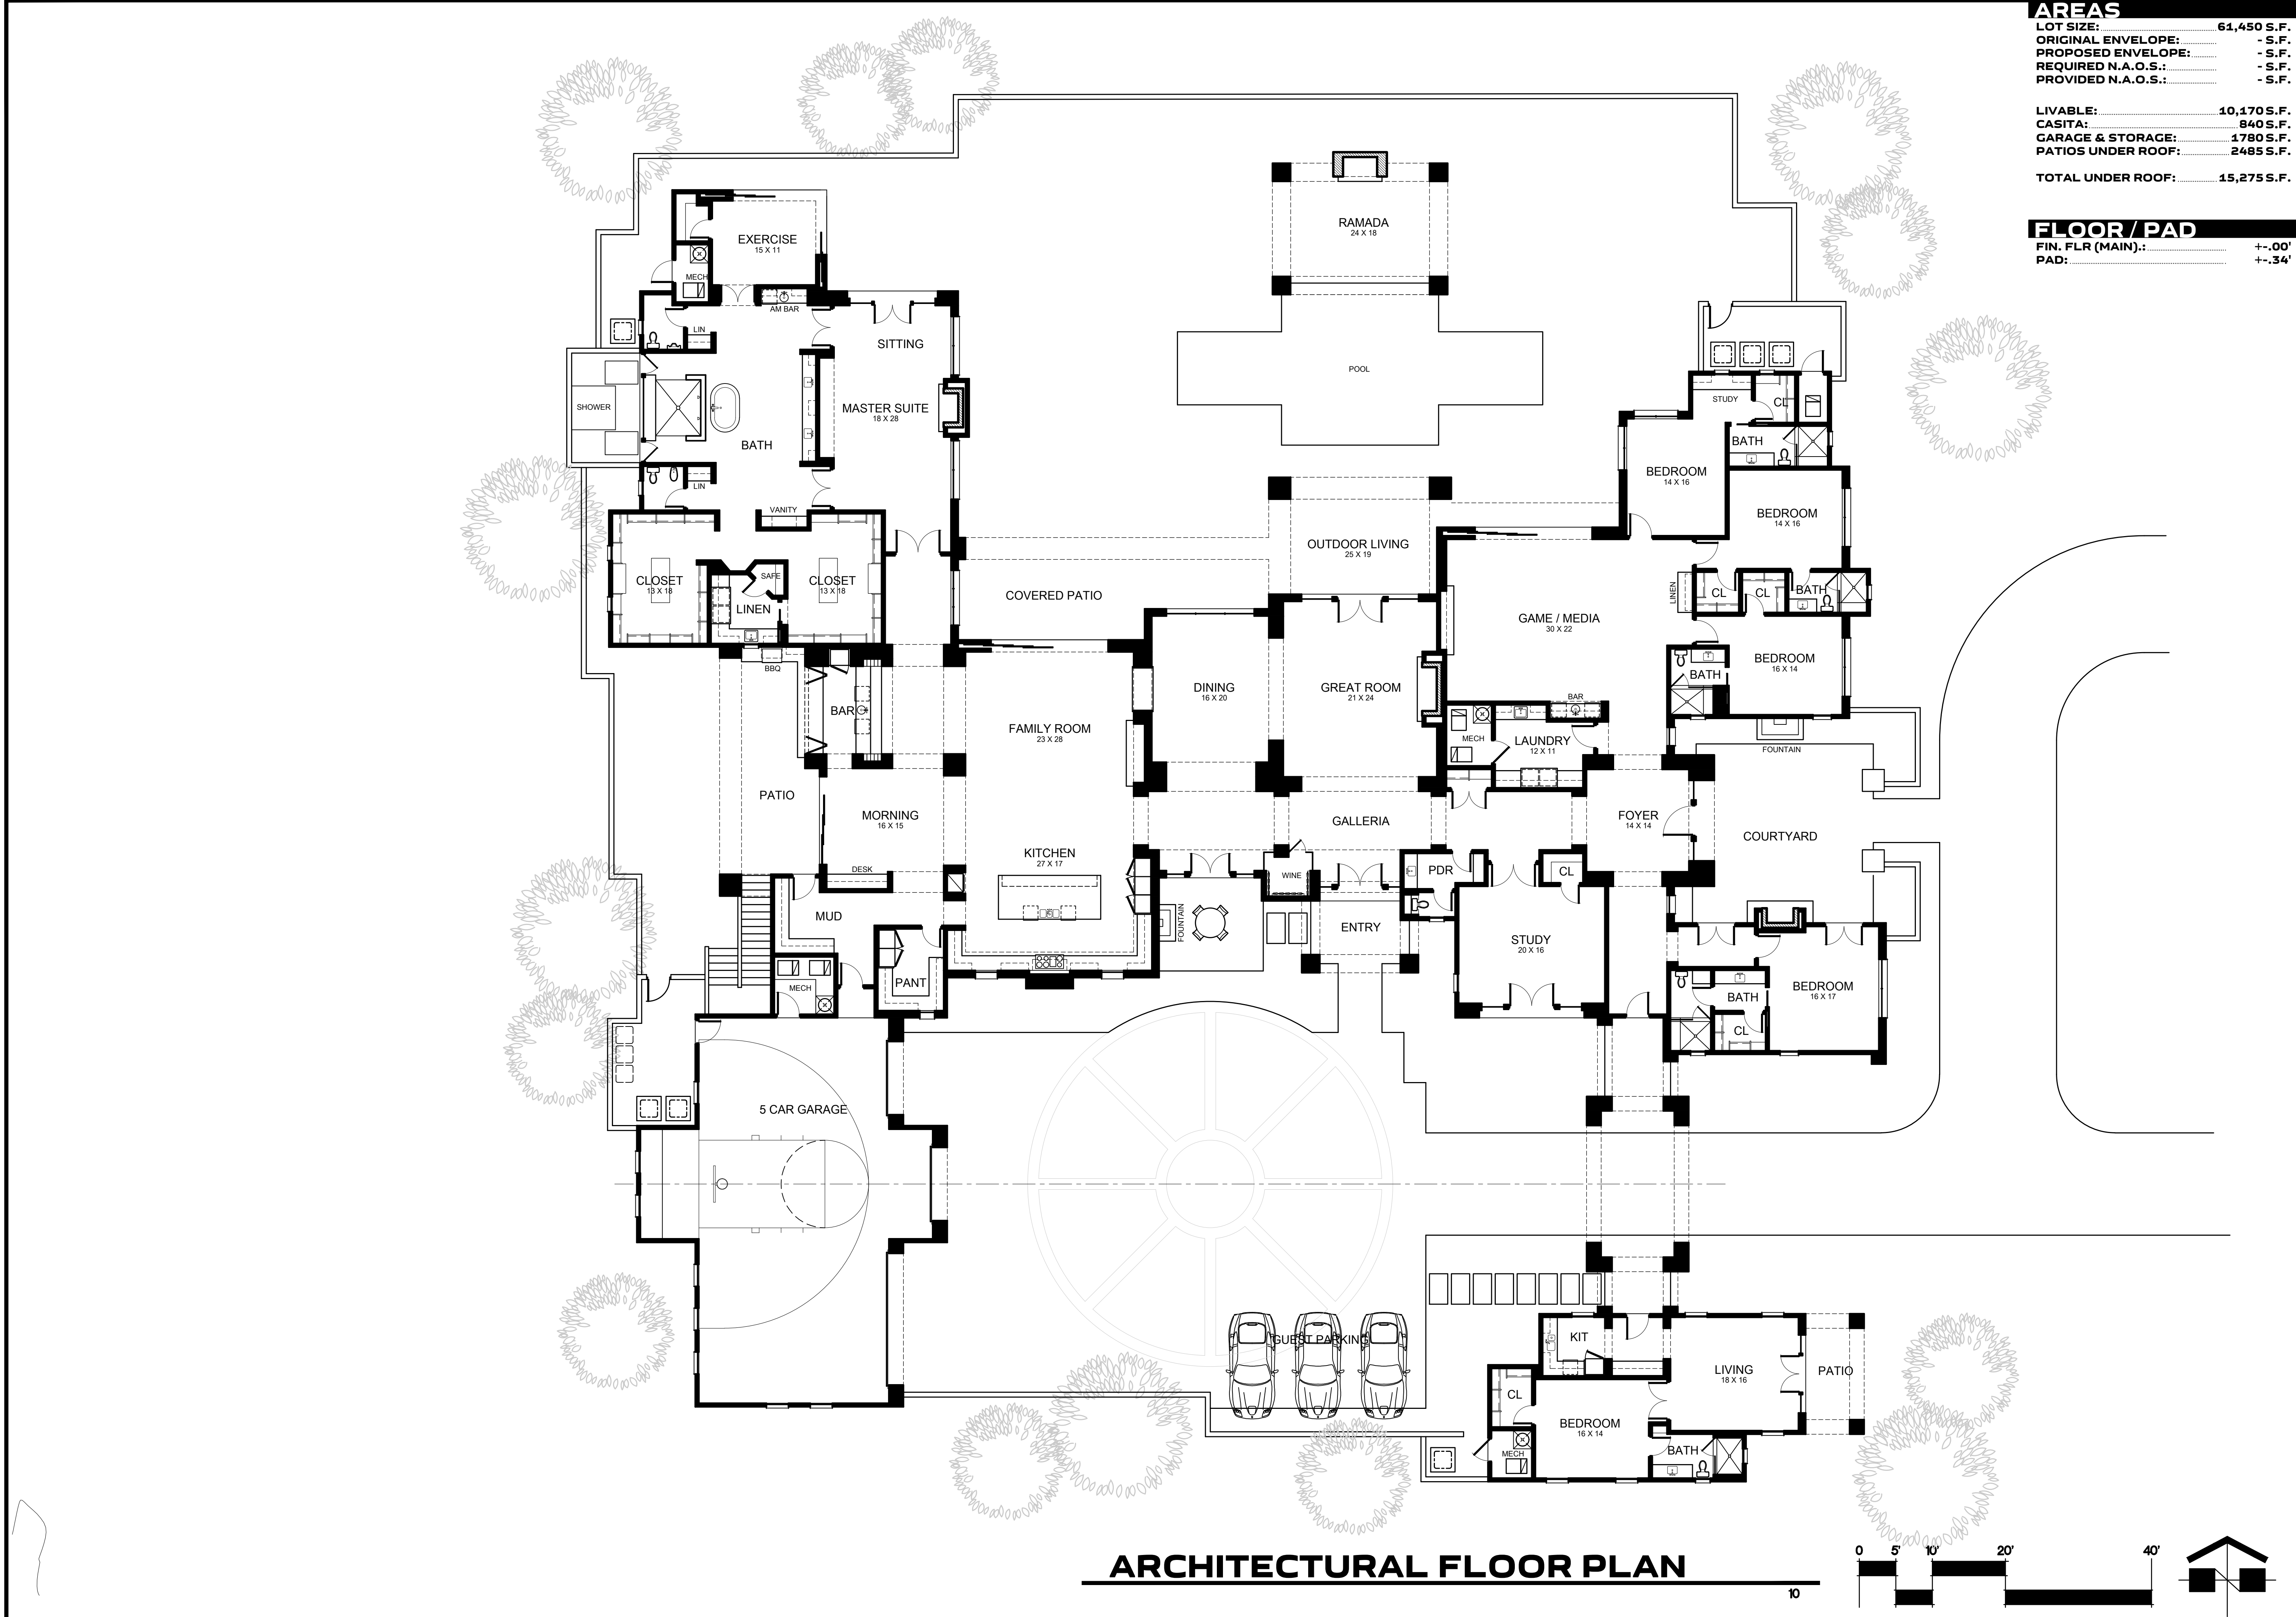 AREAS
LOT SIZE: 61,450 S.F.
ORIGINAL ENVELOPE: - S.F.
PROPOSED ENVELOPE: - S.F.
REQUIRED N.A.O.S.: - S.F.
PROVIDED N.A.O.S.: - S.F.
LIVABLE: 10,170 S.F.
CASITA: 840 S.F.
GARAGE & STORAGE: 1780 S.F.
PATIOS UNDER ROOF: 2485 S.F.
TOTAL UNDER ROOF: 15,275 S.F.
FLOOR / PAD
FIN. FLR (MAIN).: +-.00'
PAD: +-.34'
EXERCISE
15 X 11
MECH
AM BAR
LIN
SITTING
SHOWER
MASTER SUITE
18 X 28
BATH
LIN
VANITY
CLOSET
13 X 18
SAFE
LINEN
CLOSET
13 X 18
RAMADA
24 X 18
POOL
OUTDOOR LIVING
25 X 19
COVERED PATIO
STUDY
CL
BATH
BEDROOM
14 X 16
BEDROOM
14 X 16
LINEN
CL
CL
BATH
GAME / MEDIA
30 X 22
BEDROOM
16 X 14
BATH
BBQ
BAR
FAMILY ROOM
23 X 28
DINING
16 X 20
GREAT ROOM
21 X 24
BAR
MECH
LAUNDRY
12 X 11
FOUNTAIN
PATIO
MORNING
16 X 15
DESK
KITCHEN
27 X 17
GALLERIA
FOYER
14 X 14
COURTYARD
WINE
PDR
CL
MUD
FOUNTAIN
ENTRY
STUDY
20 X 16
MECH
PANT
BATH
CL
BEDROOM
16 X 17
5 CAR GARAGE
GUEST PARKING
KIT
LIVING
18 X 16
PATIO
CL
BEDROOM
16 X 14
MECH
BATH
ARCHITECTURAL FLOOR PLAN
10
0 5' 10' 20' 40'